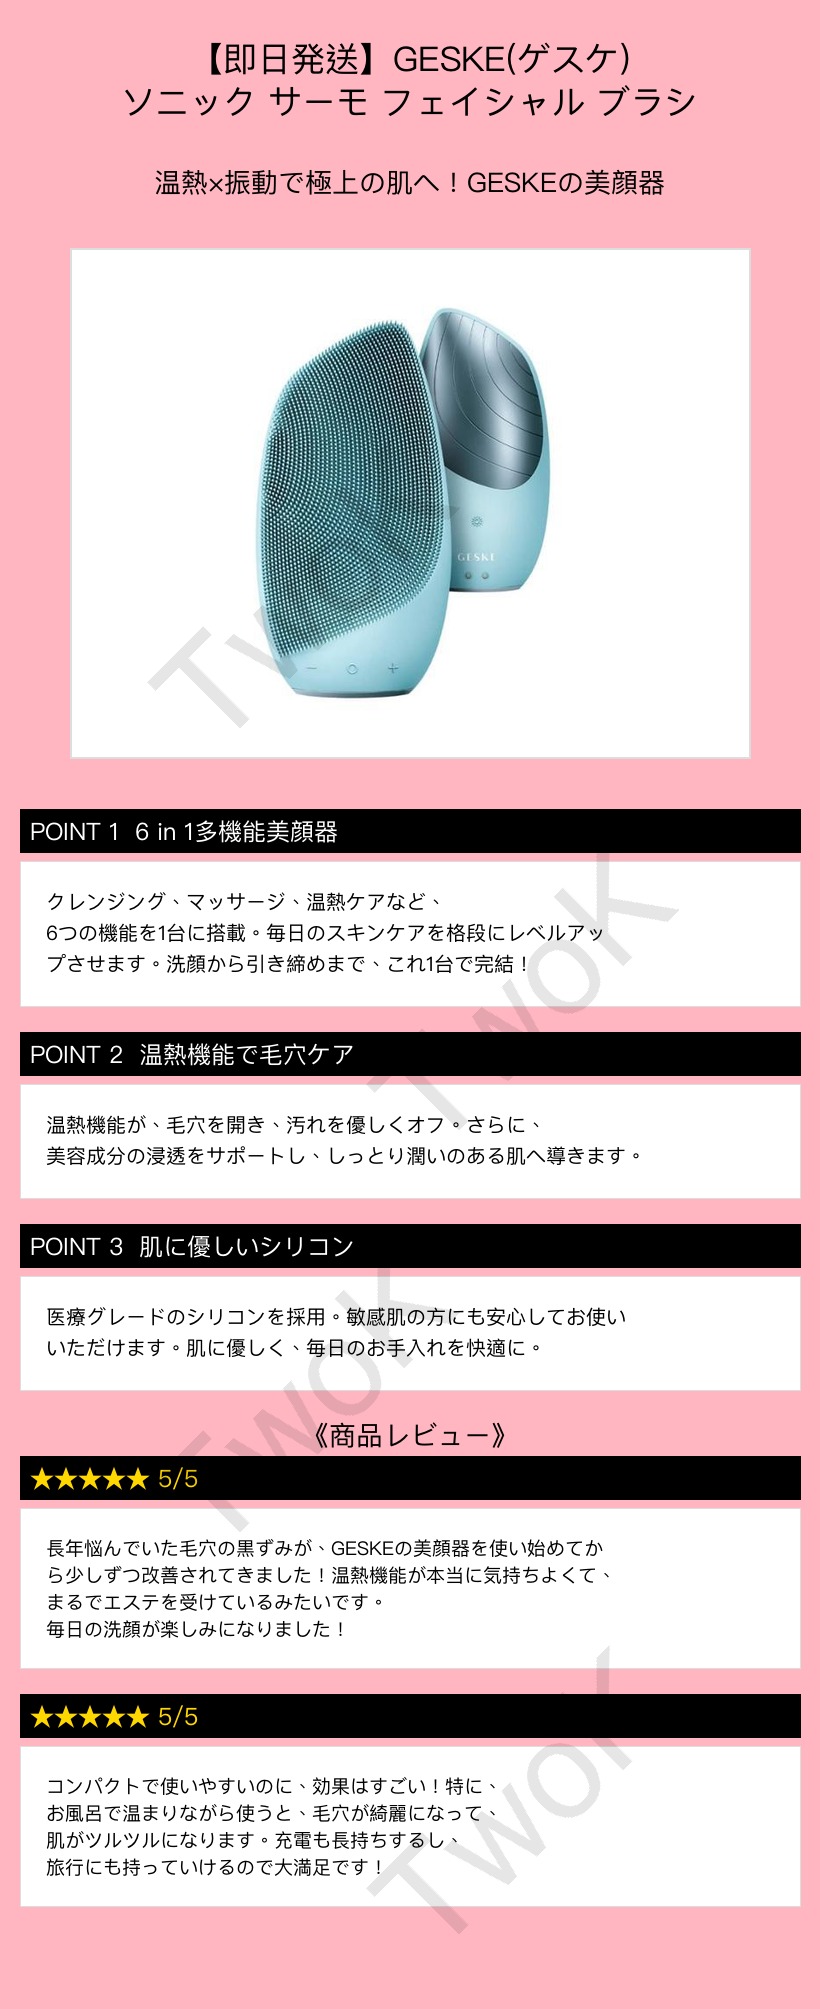 【即日発送】GESKE(ゲスケ)
ソニック サーモ フェイシャル ブラシ
温熱×振動で極上の肌へ！GESKEの美顔器
GESKE
TwoK
POINT 1 6 in 1多機能美顔器
クレンジング、マッサージ、温熱ケアなど、
6つの機能を1台に搭載。毎日のスキンケアを格段にレベルアッ
プさせます。洗顔から引き締めまで、これ1台で完結！
TwoK
POINT 2 温熱機能で毛穴ケア
温熱機能が、毛穴を開き、汚れを優しくオフ。さらに、
美容成分の浸透をサポートし、しっとり潤いのある肌へ導きます。
POINT 3 肌に優しいシリコン
医療グレードのシリコンを採用。敏感肌の方にも安心してお使い
いただけます。肌に優しく、毎日のお手入れを快適に。
TwoK
《商品レビュー》
★★★★★ 5/5
長年悩んでいた毛穴の黒ずみが、GESKEの美顔器を使い始めてか
ら少しずつ改善されてきました！温熱機能が本当に気持ちよくて、
まるでエステを受けているみたいです。
毎日の洗顔が楽しみになりました！
★★★★★ 5/5
コンパクトで使いやすいのに、効果はすごい！特に、
お風呂で温まりながら使うと、毛穴が綺麗になって、
肌がツルツルになります。充電も長持ちするし、
旅行にも持っていけるので大満足です！
TwoK